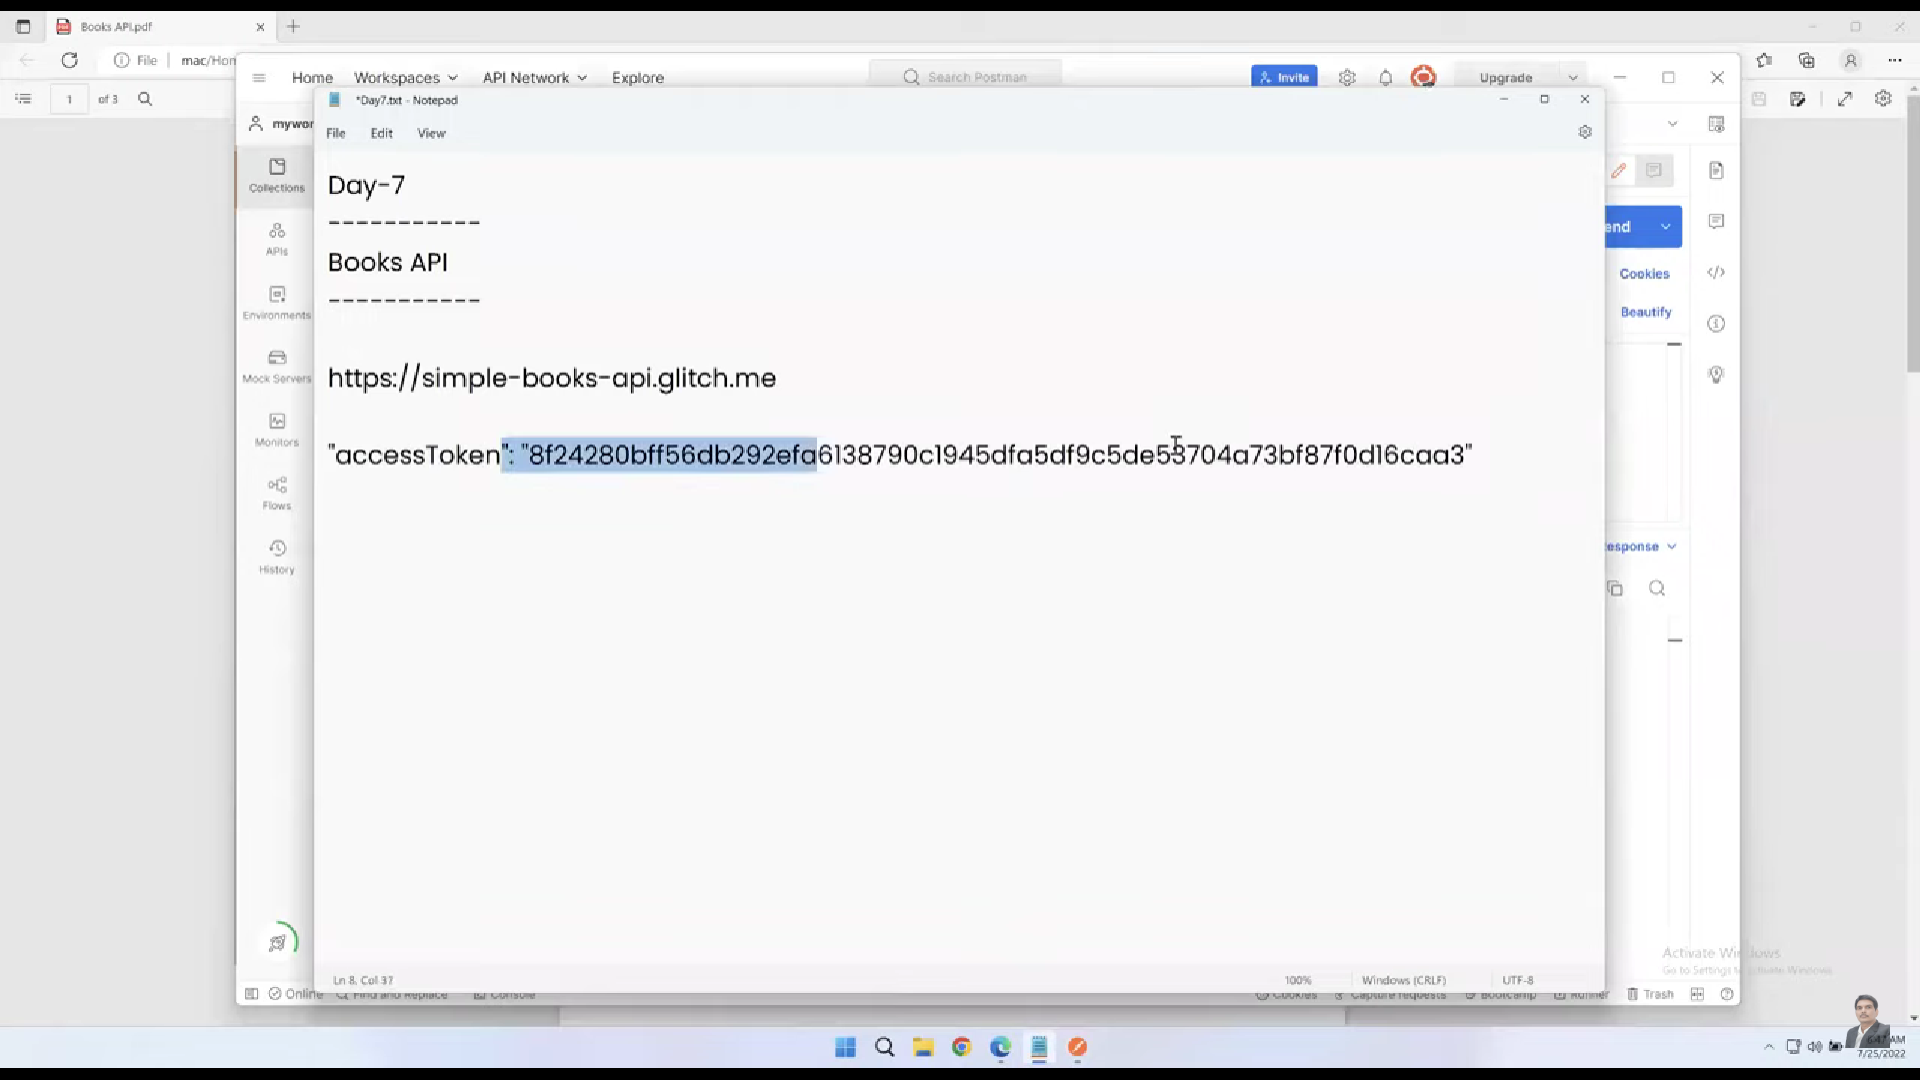 Books API.pdf
File
mac/Hom
1
of 3
Home
Workspaces
API Network
Explore
Search Postman
Invite
Upgrade
*Day7.txt - Notepad
mywor
File
Edit
View
Collections
APIs
Environments
Mock Servers
Monitors
Flows
History
Day-7
-----------
Books API
-----------
https://simple-books-api.glitch.me
"accessToken": "8f24280bff56db292efa6138790c1945dfa5df9c5de53704a73bf87f0d16caa3"
end
Cookies
Beautify
esponse
Ln 8, Col 37
100%
Windows (CRLF)
UTF-8
Activate Windows
Go to Settings to activate Windows.
Online
Find and Replace
Console
Cookies
Capture requests
Bootcamp
Runner
Trash
6:47 AM
7/25/2022